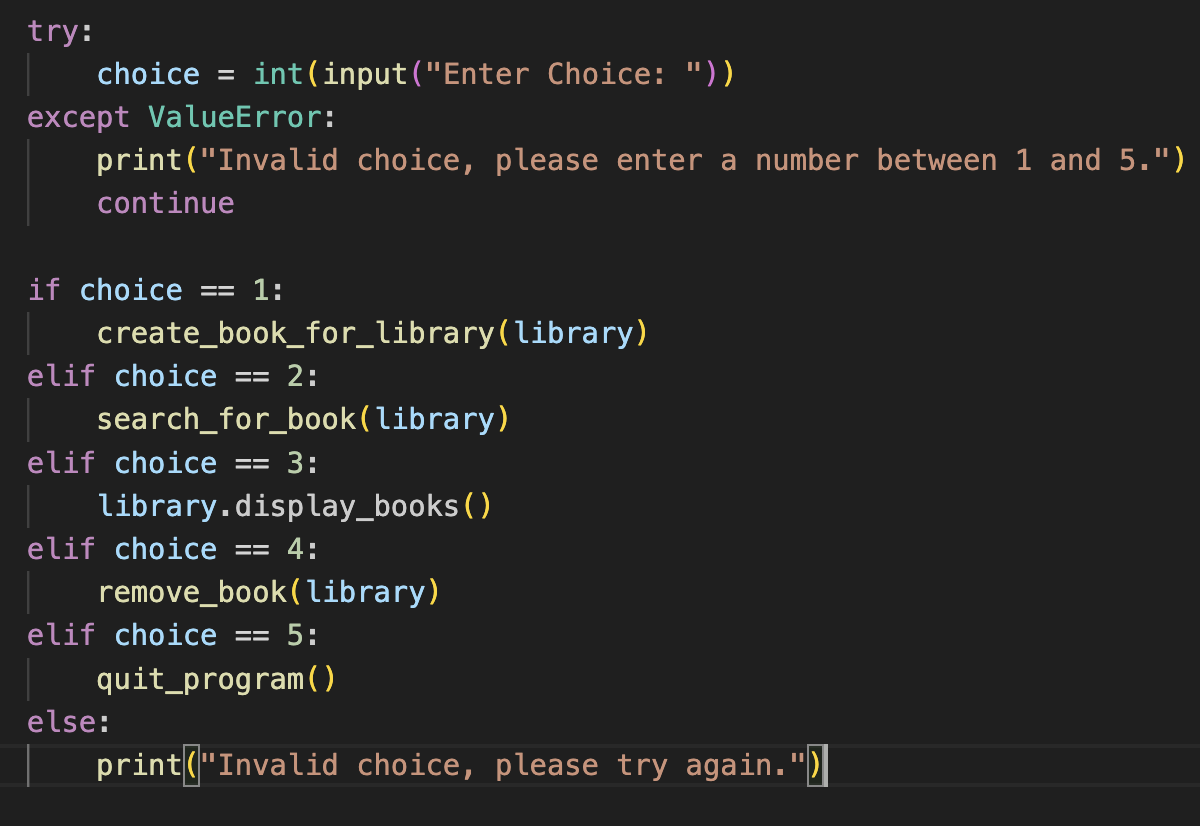 try:
    choice = int(input("Enter Choice: "))
except ValueError:
    print("Invalid choice, please enter a number between 1 and 5.")
    continue

if choice == 1:
    create_book_for_library(library)
elif choice == 2:
    search_for_book(library)
elif choice == 3:
    library.display_books()
elif choice == 4:
    remove_book(library)
elif choice == 5:
    quit_program()
else:
    print("Invalid choice, please try again.")